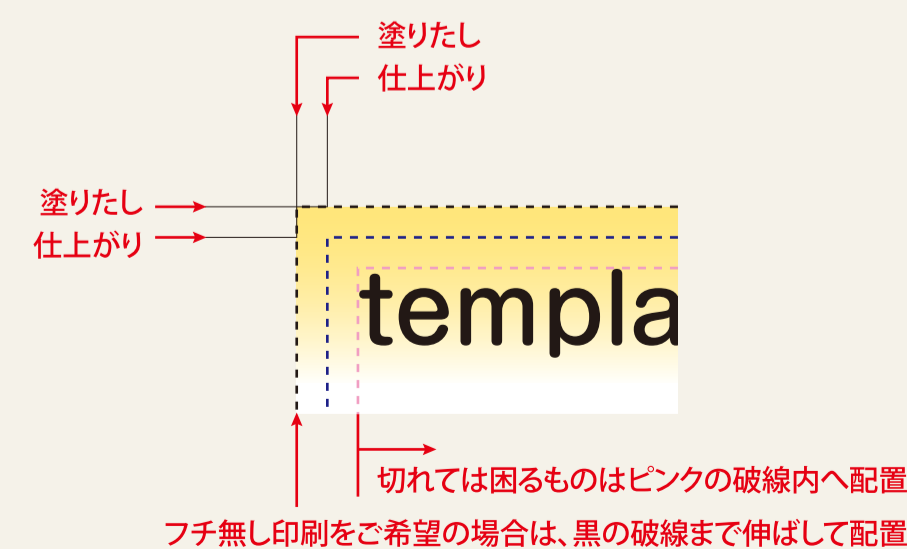 塗りたし
仕上がり
塗りたし
仕上がり
templa
切れては困るものはピンクの破線内へ配置
フチ無し印刷をご希望の場合は、黒の破線まで伸ばして配置